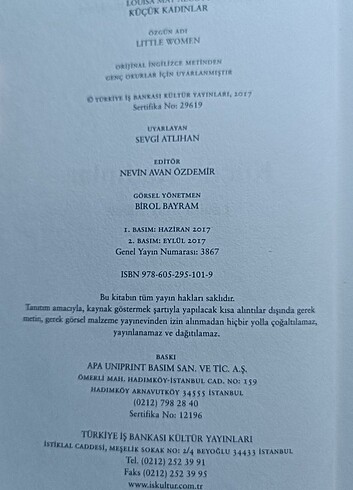 LOUISA MAY
KÜÇÜK KADINLAR
ÖZGÜN ADI
LITTLE WOMEN
ORİJİNAL İNGİLİZCE METİNDEN
GENÇ OKURLAR İÇİN UYARLANMIŞTIR
© TÜRKİYE İŞ BANKASI KÜLTÜR YAYINLARI, 2017
Sertifika No: 29619
UYARLAYAN
SEVGİ ATLIHAN
EDİTÖR
NEVİN AVAN ÖZDEMİR
GÖRSEL YÖNETMEN
BİROL BAYRAM
1. BASIM: HAZİRAN 2017
2. BASIM: EYLÜL 2017
Genel Yayın Numarası: 3867
ISBN 978-605-295-101-9
Bu kitabın tüm yayın hakları saklıdır.
Tanıtım amacıyla, kaynak göstermek şartıyla yapılacak kısa alıntılar dışında gerek
metin, gerek görsel malzeme yayınevinden izin alınmadan hiçbir yolla çoğaltılamaz,
yayınlanamaz ve dağıtılamaz.
BASKI
APA UNIPRINT BASIM SAN. VE TİC. A.Ş.
ÖMERLİ MAH. HADIMKÖY-İSTANBUL CAD. NO: 159
HADIMKÖY ARNAVUTKÖY 34555 İSTANBUL
(0212) 798 28 40
Sertifika No: 12196
TÜRKİYE İŞ BANKASI KÜLTÜR YAYINLARI
İSTİKLAL CADDESİ, MEŞELİK SOKAK NO: 2/4 BEYOĞLU 34433 İSTANBUL
Tel. (0212) 252 39 91
Faks (0212) 252 39 95
www.iskultur.com.tr